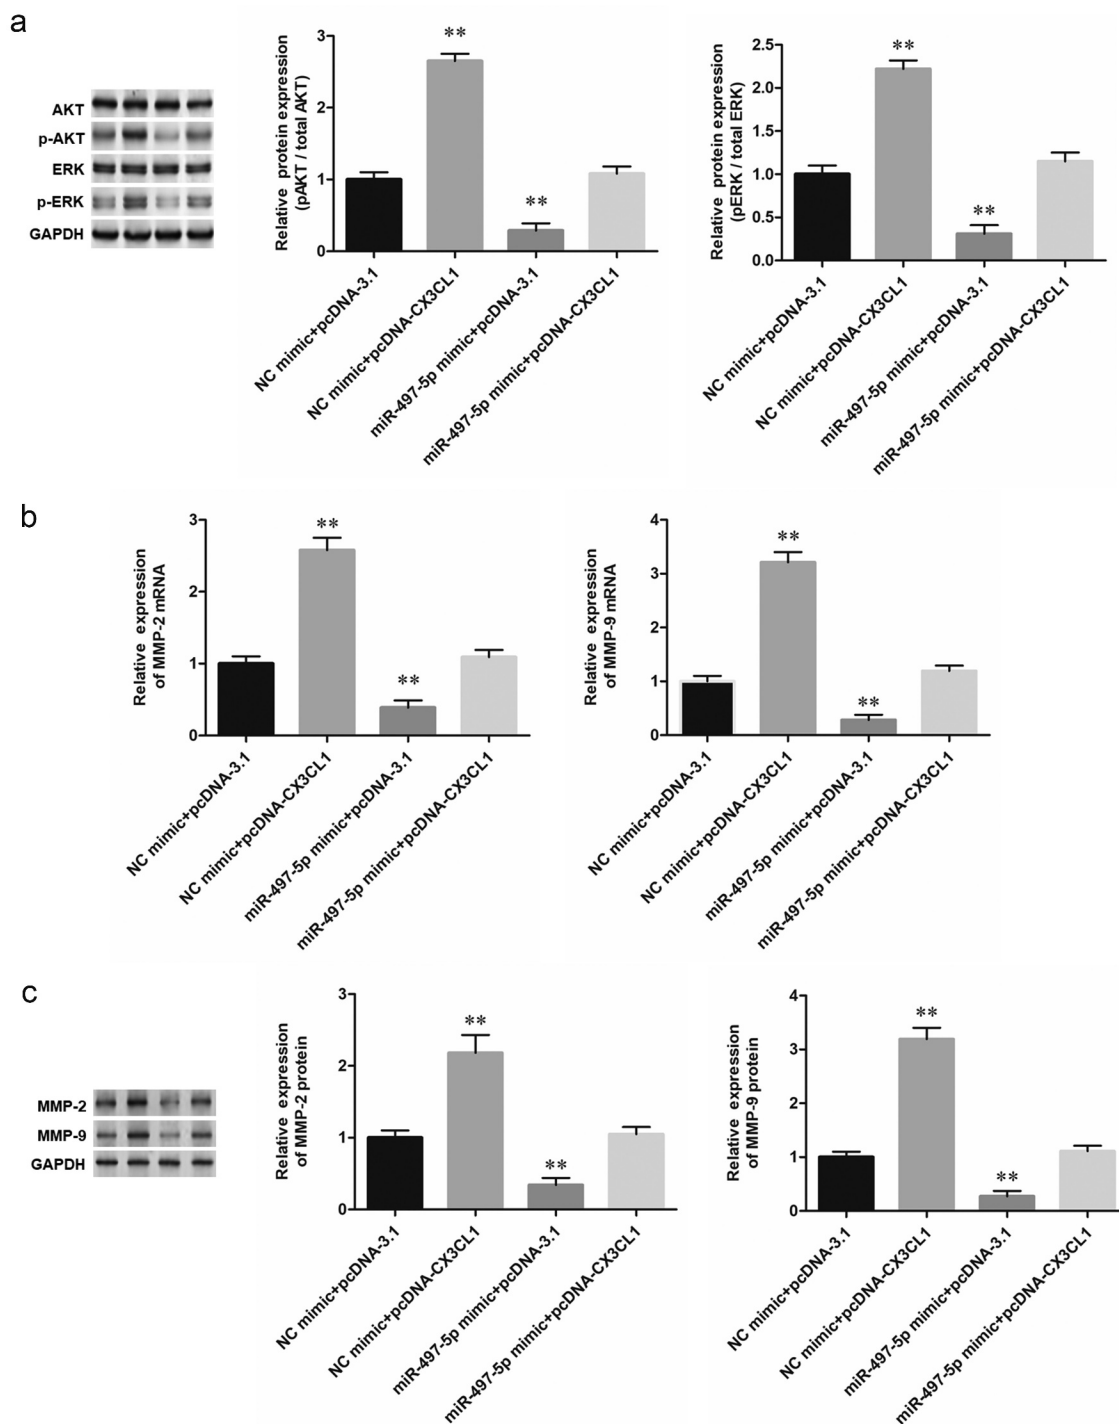 a
AKT
p-AKT
ERK
p-ERK
GAPDH
Relative protein expression
(pAKT / total AKT)
3
2
1
0
**
**
NC mimic+pcDNA-3.1
NC mimic+pcDNA-CX3CL1
miR-497-5p mimic+pcDNA-3.1
miR-497-5p mimic+pcDNA-CX3CL1
Relative protein expression
(pERK / total ERK)
2.5
2.0
1.5
1.0
0.5
0.0
**
**
NC mimic+pcDNA-3.1
NC mimic+pcDNA-CX3CL1
miR-497-5p mimic+pcDNA-3.1
miR-497-5p mimic+pcDNA-CX3CL1
b
Relative expression
of MMP-2 mRNA
3
2
1
0
**
**
NC mimic+pcDNA-3.1
NC mimic+pcDNA-CX3CL1
miR-497-5p mimic+pcDNA-3.1
miR-497-5p mimic+pcDNA-CX3CL1
Relative expression
of MMP-9 mRNA
4
3
2
1
0
**
**
NC mimic+pcDNA-3.1
NC mimic+pcDNA-CX3CL1
miR-497-5p mimic+pcDNA-3.1
miR-497-5p mimic+pcDNA-CX3CL1
c
MMP-2
MMP-9
GAPDH
Relative expression
of MMP-2 protein
3
2
1
0
**
**
NC mimic+pcDNA-3.1
NC mimic+pcDNA-CX3CL1
miR-497-5p mimic+pcDNA-3.1
miR-497-5p mimic+pcDNA-CX3CL1
Relative expression
of MMP-9 protein
4
3
2
1
0
**
**
NC mimic+pcDNA-3.1
NC mimic+pcDNA-CX3CL1
miR-497-5p mimic+pcDNA-3.1
miR-497-5p mimic+pcDNA-CX3CL1